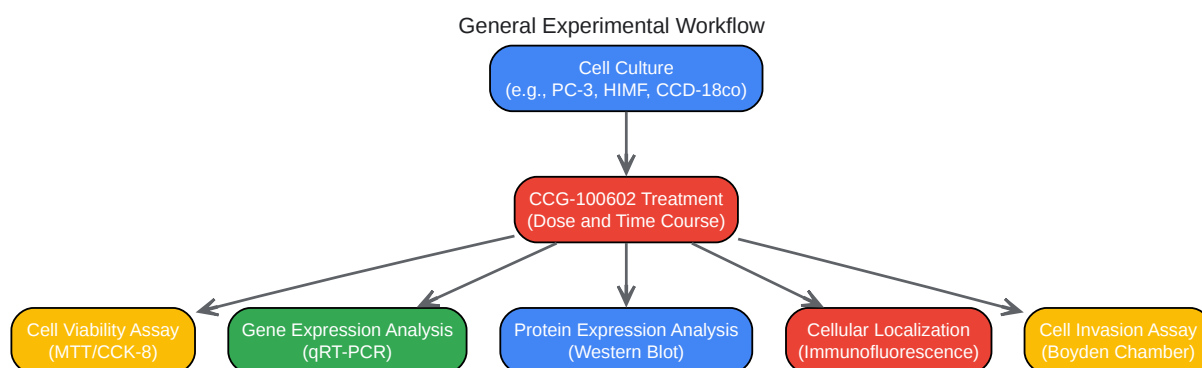 General Experimental Workflow
Cell Culture
(e.g., PC-3, HIMF, CCD-18co)
CCG-100602 Treatment
(Dose and Time Course)
Cell Viability Assay
(MTT/CCK-8)
Gene Expression Analysis
(qRT-PCR)
Protein Expression Analysis
(Western Blot)
Cellular Localization
(Immunofluorescence)
Cell Invasion Assay
(Boyden Chamber)